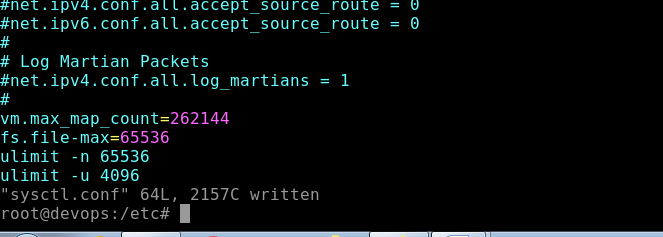 #net.ipv4.conf.all.accept_source_route = 0
#net.ipv6.conf.all.accept_source_route = 0
#
# Log Martian Packets
#net.ipv4.conf.all.log_martians = 1
#
vm.max_map_count=262144
fs.file-max=65536
ulimit -n 65536
ulimit -u 4096
"sysctl.conf" 64L, 2157C written
root@devops:/etc#